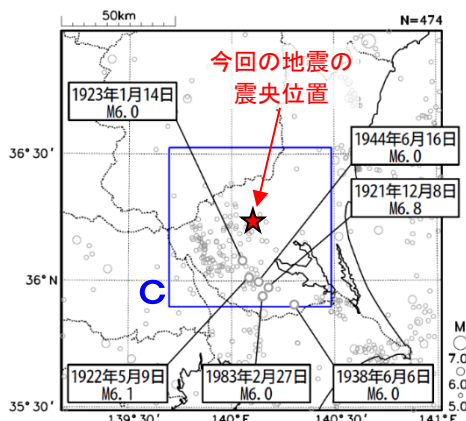 50km
N=474
今回の地震の
震央位置
1923年1月14日
M6.0
1944年6月16日
M6.0
1921年12月8日
M6.8
36°30′
36°N
C
1922年5月9日
M6.1
1983年2月27日
M6.0
1938年6月6日
M6.0
M
7.0
6.0
5.0
35°30′
139°30′
140°E
140°30′
141°E